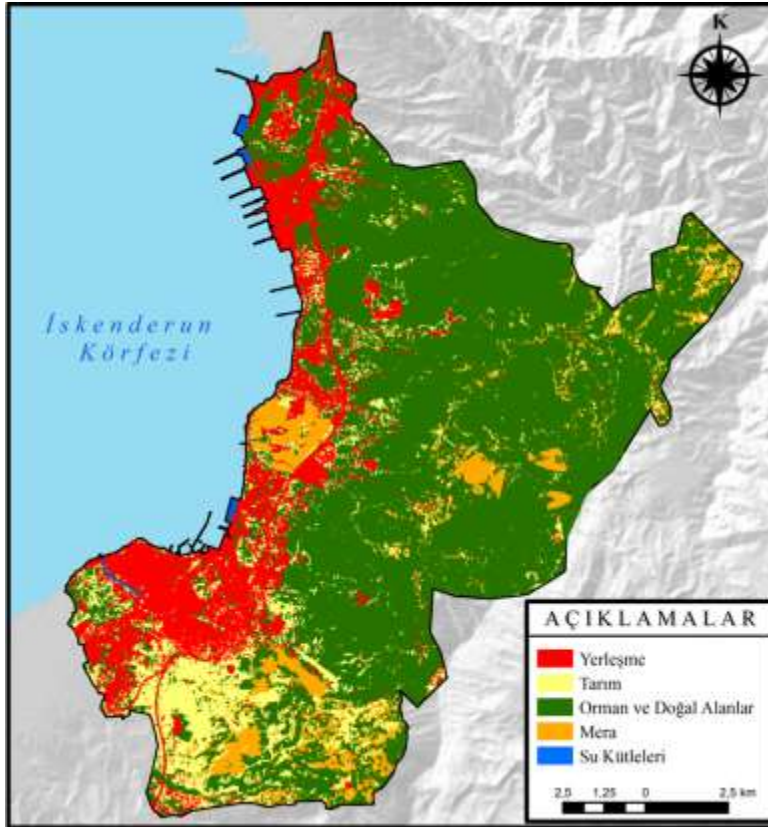 K
İskenderun
Körfezi
AÇIKLAMALAR
Yerleşme
Tarım
Orman ve Doğal Alanlar
Mera
Su Kütleleri
2,5 1,25 0 2,5 km